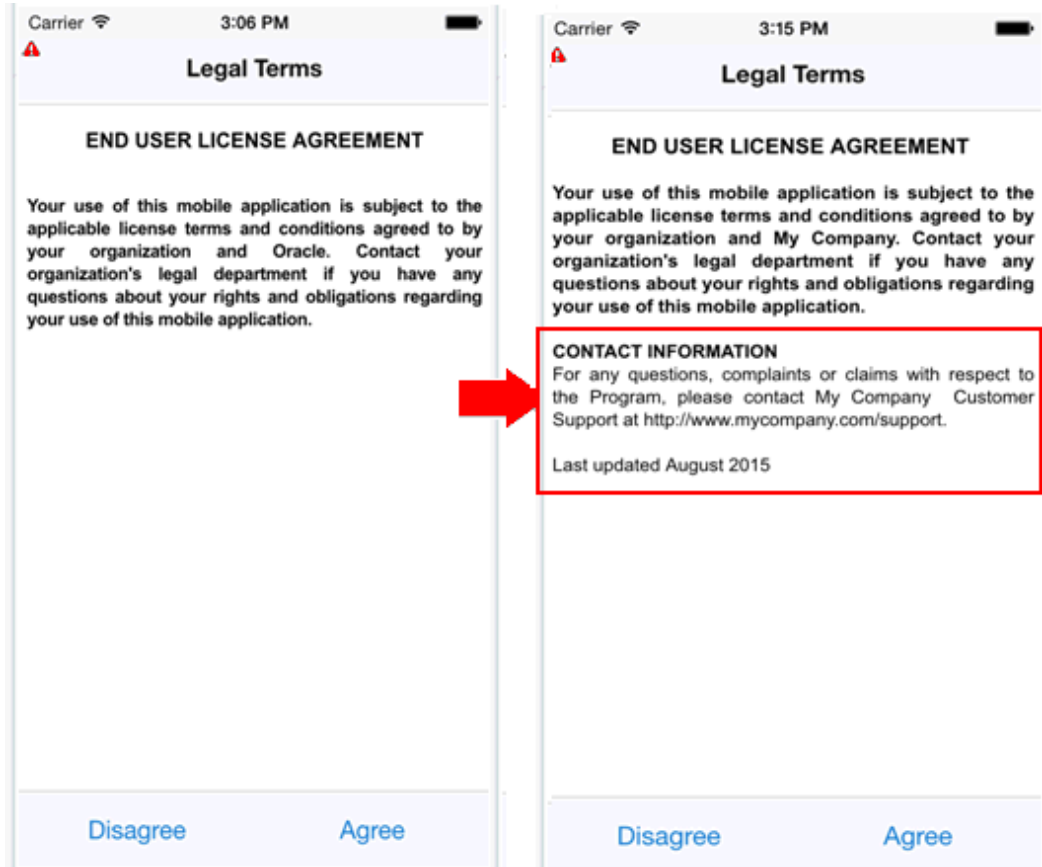 Carrier
3:06 PM
Legal Terms
END USER LICENSE AGREEMENT
Your use of this mobile application is subject to the
applicable license terms and conditions agreed to by
your organization and Oracle. Contact your
organization's legal department if you have any
questions about your rights and obligations regarding
your use of this mobile application.
Disagree
Agree
Carrier
3:15 PM
Legal Terms
END USER LICENSE AGREEMENT
Your use of this mobile application is subject to the
applicable license terms and conditions agreed to by
your organization and My Company. Contact your
organization's legal department if you have any
questions about your rights and obligations regarding
your use of this mobile application.
CONTACT INFORMATION
For any questions, complaints or claims with respect to
the Program, please contact My Company Customer
Support at http://www.mycompany.com/support.
Last updated August 2015
Disagree
Agree